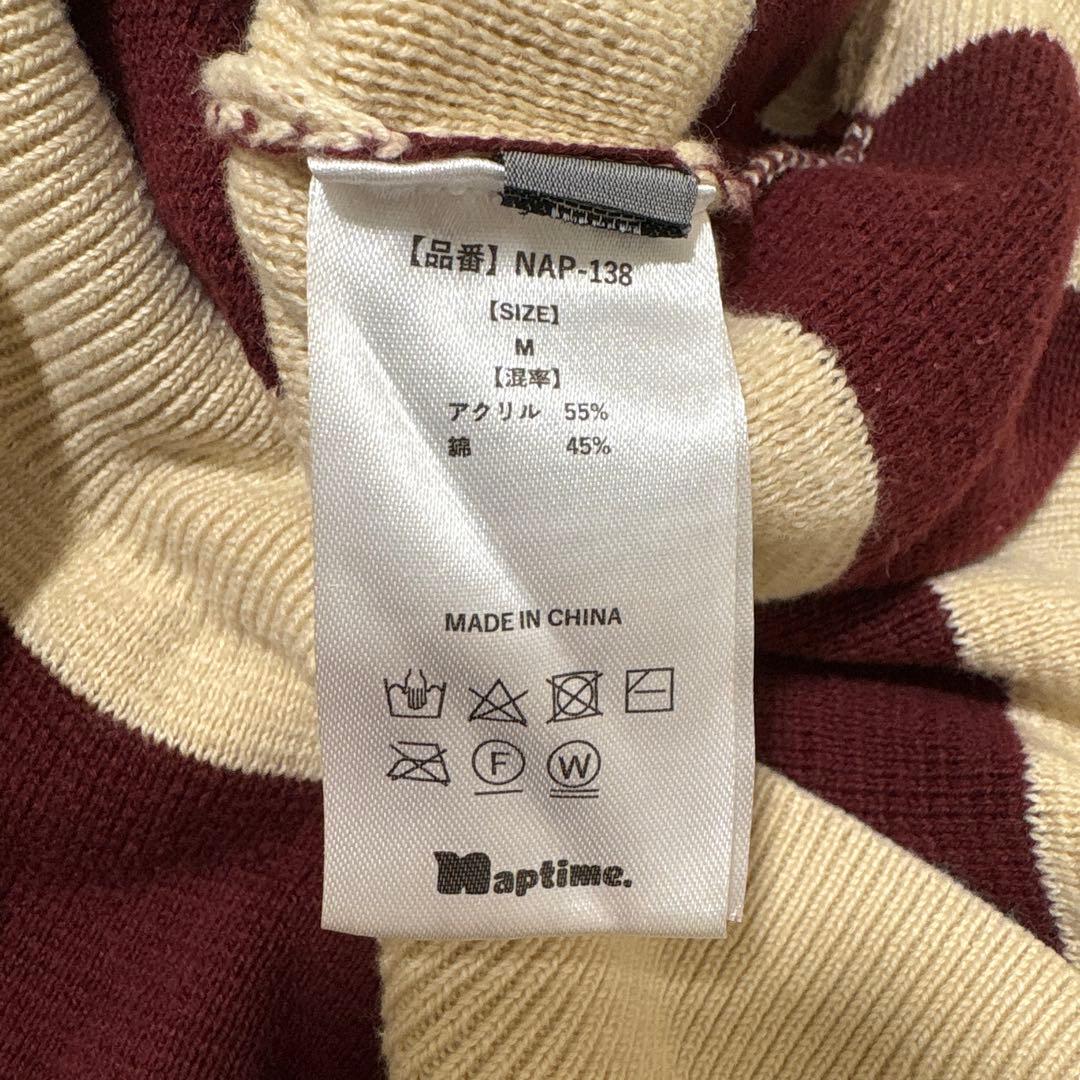 【品番】NAP-138
【SIZE】
M
【混率】
アクリル 55%
綿 45%
MADE IN CHINA
F W
Naptime.